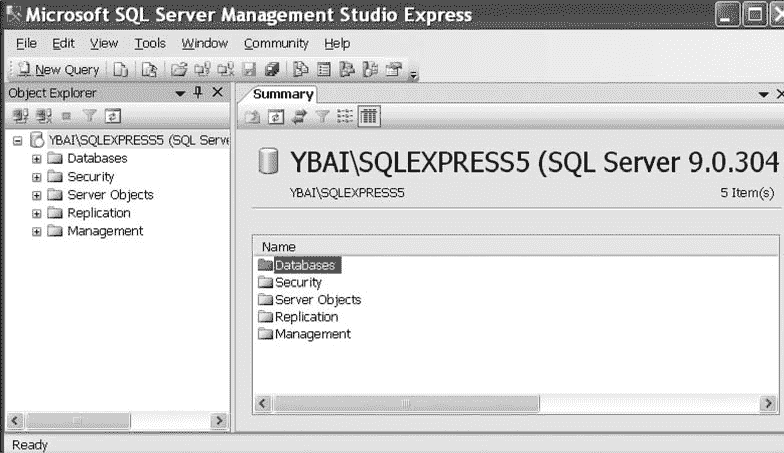 Microsoft SQL Server Management Studio Express
File Edit View Tools Window Community Help
New Query
Object Explorer
Summary
YBAI\SQLEXPRESS5 (SQL Serve
Databases
Security
Server Objects
Replication
Management
YBAI\SQLEXPRESS5 (SQL Server 9.0.304
YBAI\SQLEXPRESS5 5 Item(s)
Name
Databases
Security
Server Objects
Replication
Management
Ready